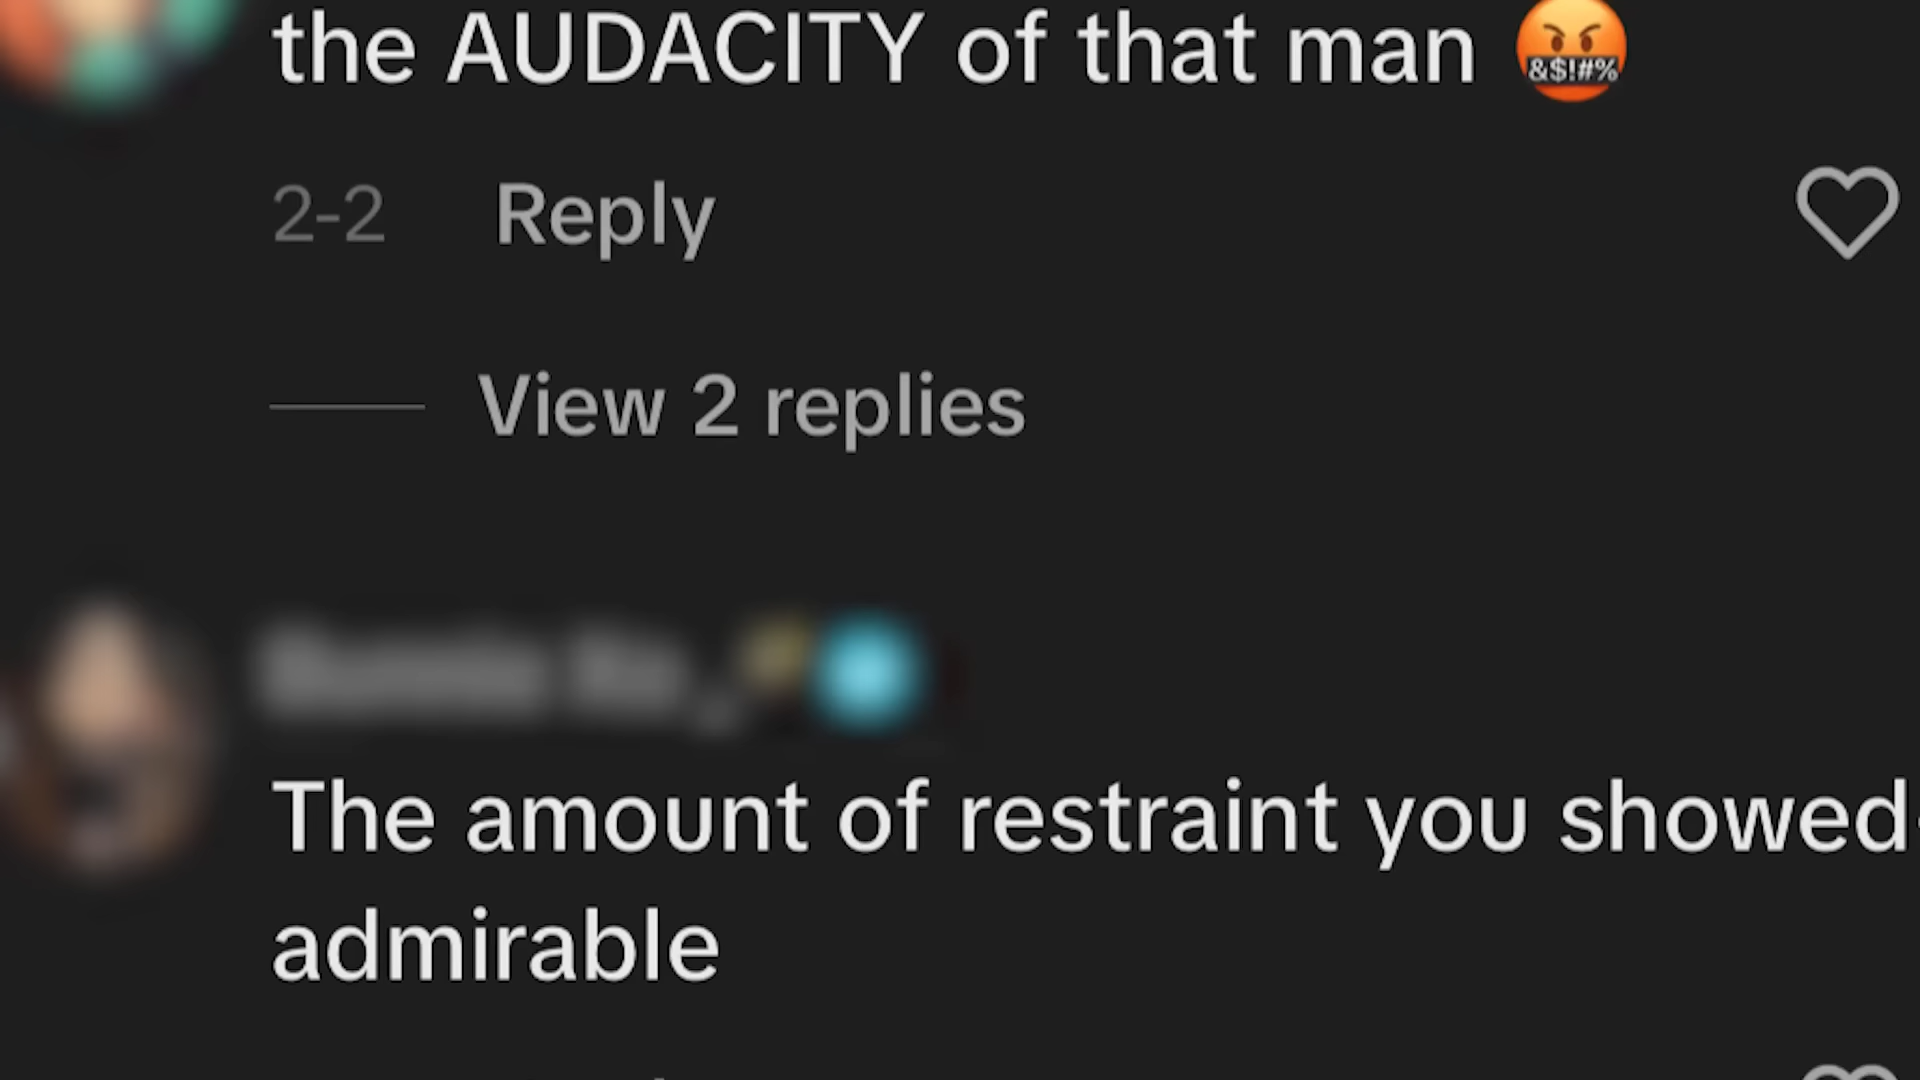 the AUDACITY of that man 🤬
2-2 Reply
View 2 replies
The amount of restraint you showed-
admirable